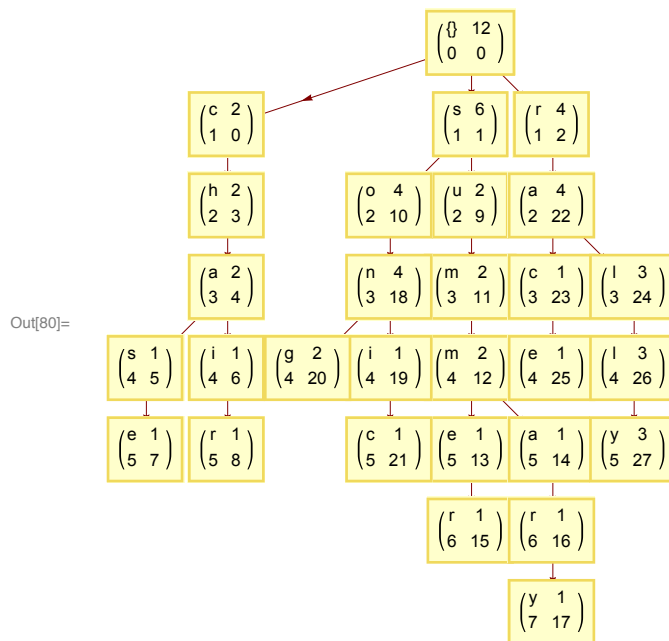 {} 12
0 0
c 2 s 6 r 4
1 0 1 1 1 2
h 2 o 4 u 2 a 4
2 3 2 10 2 9 2 22
a 2 n 4 m 2 c 1 l 3
3 4 3 18 3 11 3 23 3 24
Out[80]=
s 1 i 1 g 2 i 1 m 2 e 1 l 3
4 5 4 6 4 20 4 19 4 12 4 25 4 26
e 1 r 1 c 1 e 1 a 1 y 3
5 7 5 8 5 21 5 13 5 14 5 27
r 1 r 1
6 15 6 16
y 1
7 17